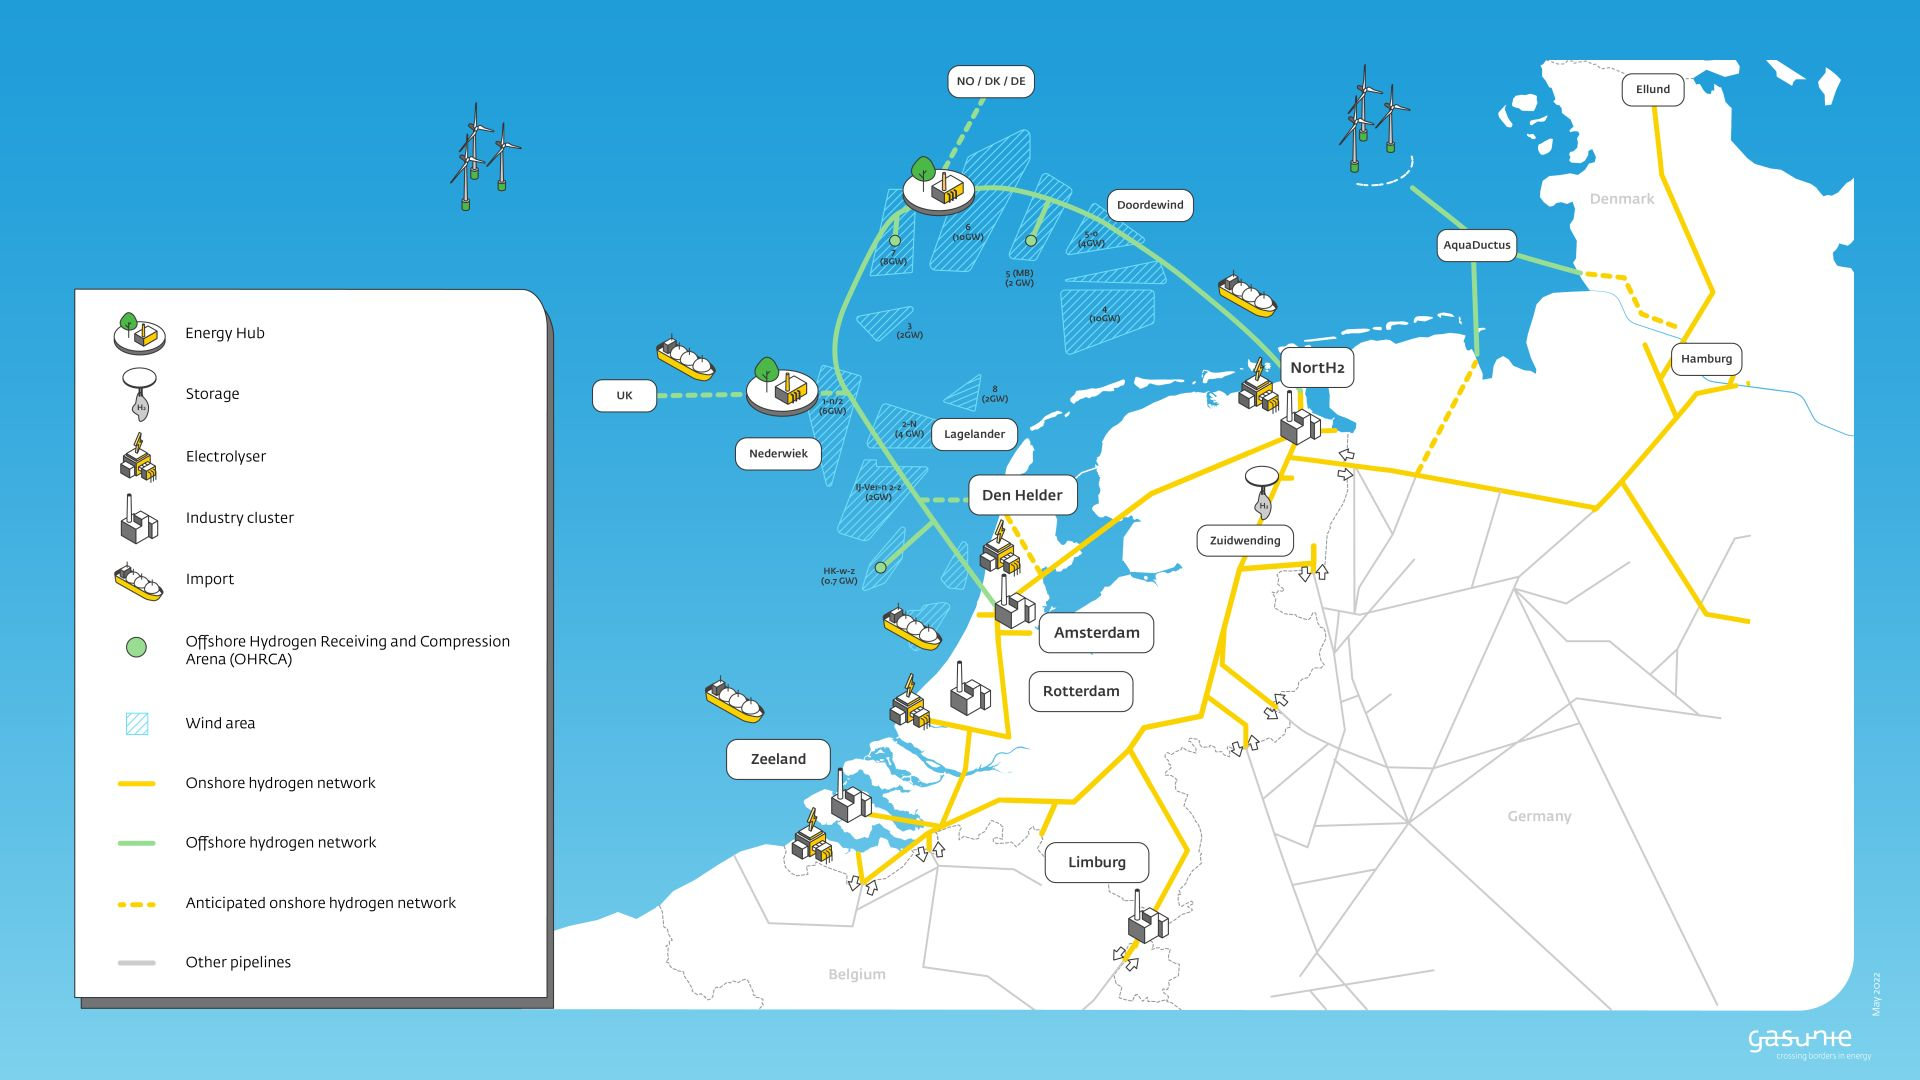 NO / DK / DE
Ellund
Denmark
Doordewind
6
(10GW)
5-0
(4GW)
7
(8GW)
AquaDuctus
5 (MB)
(2 GW)
4
(10GW)
3
(2GW)
Hamburg
NortH2
UK
8
(2GW)
1-n/z
(6GW)
2-N
(4 GW)
Lagelander
Nederwiek
IJ-Ver-n 2-z
(2GW)
Den Helder
H₂
Zuidwending
HK-w-z
(0.7 GW)
Amsterdam
Rotterdam
Zeeland
Germany
Limburg
Belgium
Energy Hub
H₂
Storage
Electrolyser
Industry cluster
Import
Offshore Hydrogen Receiving and Compression
Arena (OHRCA)
Wind area
Onshore hydrogen network
Offshore hydrogen network
Anticipated onshore hydrogen network
Other pipelines
May 2022
gasunie
crossing borders in energy